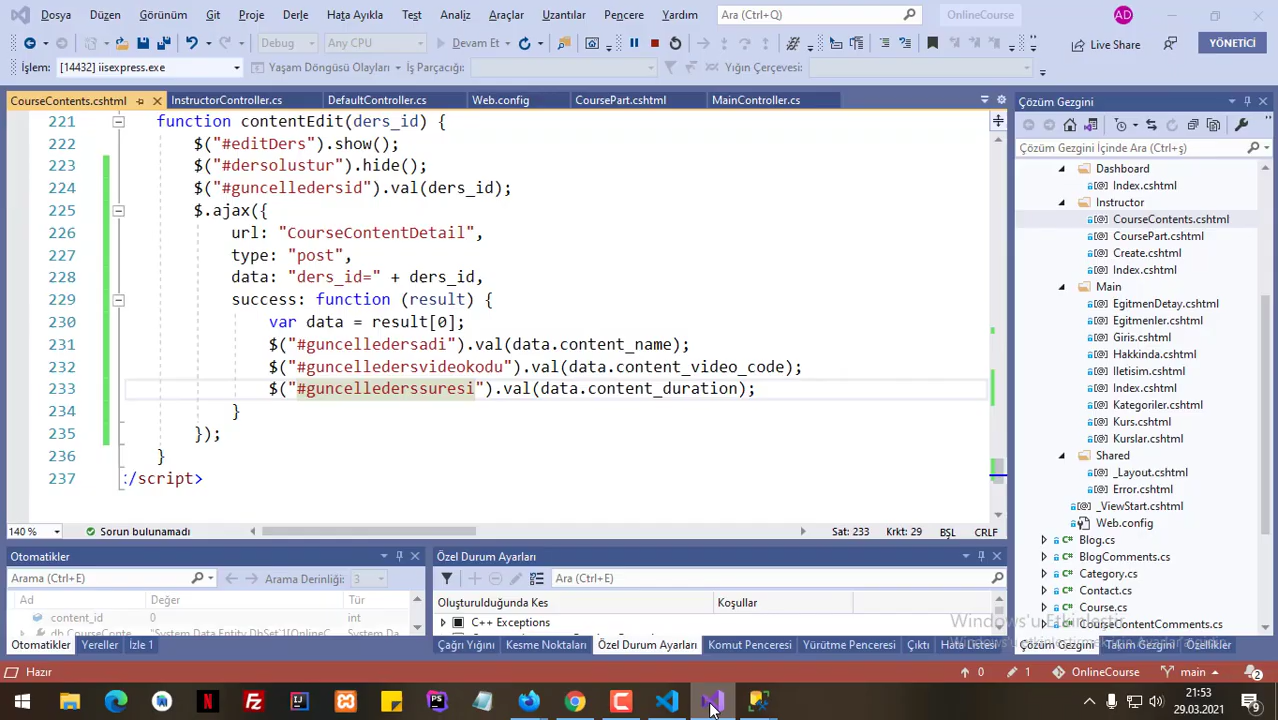 Dosya Düzen Görünüm Git Proje Derle Hata Ayıkla Test Analiz Araçlar Uzantılar Pencere Yardım Ara (Ctrl+Q) OnlineCourse AD
Debug Any CPU Devam Et Live Share YÖNETİCİ
İşlem: [14432] iisexpress.exe Yaşam Döngüsü Olayları İş Parçacığı: Yığın Çerçevesi:
CourseContents.cshtml InstructorController.cs DefaultController.cs Web.config CoursePart.cshtml MainController.cs
221 function contentEdit(ders_id) {
222 $("#editDers").show();
223 $("#dersolustur").hide();
224 $("#guncelledersid").val(ders_id);
225 $.ajax({
226 url: "CourseContentDetail",
227 type: "post",
228 data: "ders_id=" + ders_id,
229 success: function (result) {
230 var data = result[0];
231 $("#guncelledersadi").val(data.content_name);
232 $("#guncelledersvideokodu").val(data.content_video_code);
233 $("#guncellederssuresi").val(data.content_duration);
234 }
235 });
236 }
237 /script>
140 % Sorun bulunamadı Sat: 233 Krkt: 29 BŞL CRLF
Otomatikler
Arama (Ctrl+E) Arama Derinliği: 3
Ad Değer Tür
content_id 0 int
Otomatikler Yereller İzle 1
Özel Durum Ayarları
Ara (Ctrl+E)
Oluşturulduğunda Kes Koşullar
C++ Exceptions
Çağrı Yığını Kesme Noktaları Özel Durum Ayarları Komut Penceresi Yürütme Penceresi Çıktı Hata Listesi
Çözüm Gezgini
Çözüm Gezgini İçinde Ara (Ctrl+ş)
Dashboard
Index.cshtml
Instructor
CourseContents.cshtml
CoursePart.cshtml
Create.cshtml
Index.cshtml
Main
EgitmenDetay.cshtml
Egitmenler.cshtml
Giris.cshtml
Hakkinda.cshtml
Iletisim.cshtml
Index.cshtml
Kategoriler.cshtml
Kurs.cshtml
Kurslar.cshtml
Shared
_Layout.cshtml
Error.cshtml
_ViewStart.cshtml
Web.config
Blog.cs
BlogComments.cs
Category.cs
Contact.cs
Course.cs
CourseContentComments.cs
Windows'u Etkinleştir
Çözüm Gezgini Takım Gezgini Özellikler
Hazır 0 1 OnlineCourse main 2
21:53
29.03.2021 9